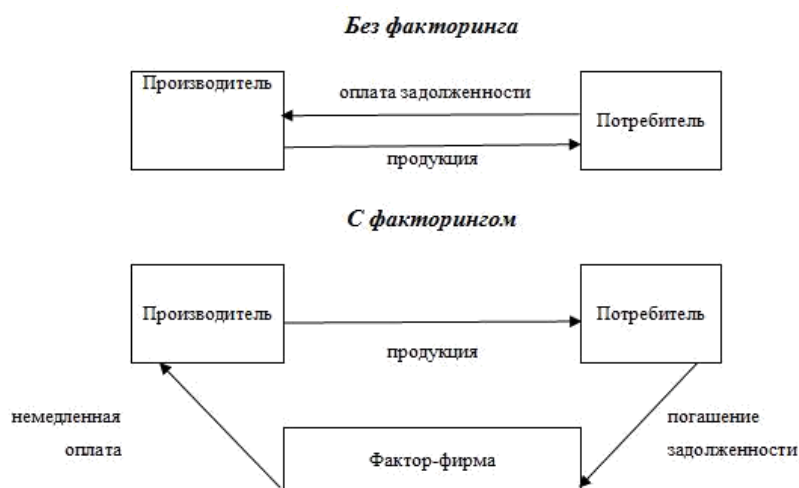 Без факторинга
Производитель
оплата задолженности
Потребитель
продукция
С факторингом
Производитель
Потребитель
продукция
немедленная
оплата
погашение
задолженности
Фактор-фирма